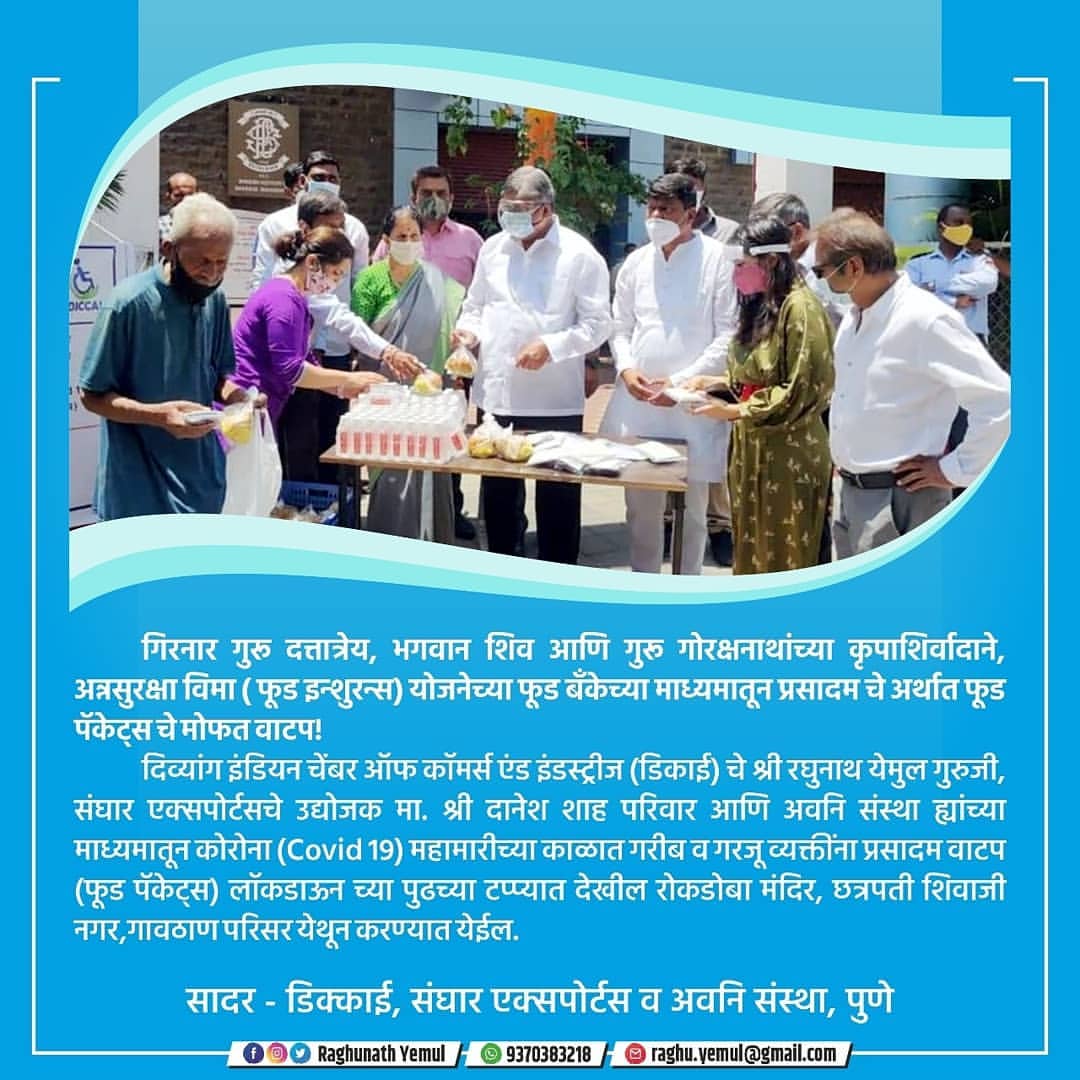 DICCAI
गिरनार गुरू दत्तात्रेय, भगवान शिव आणि गुरू गोरक्षनाथांच्या कृपाशिर्वादाने,
अन्नसुरक्षा विमा ( फूड इन्शुरन्स) योजनेच्या फूड बँकेच्या माध्यमातून प्रसादम चे अर्थात फूड
पॅकेट्स चे मोफत वाटप!
दिव्यांग इंडियन चेंबर ऑफ कॉमर्स एंड इंडस्ट्रीज (डिकाई) चे श्री रघुनाथ येमुल गुरुजी,
संघार एक्सपोर्टसचे उद्योजक मा. श्री दानेश शाह परिवार आणि अवनि संस्था ह्यांच्या
माध्यमातून कोरोना (Covid 19) महामारीच्या काळात गरीब व गरजू व्यक्तींना प्रसादम वाटप
(फूड पॅकेट्स) लॉकडाऊन च्या पुढच्या टप्प्यात देखील रोकडोबा मंदिर, छत्रपती शिवाजी
नगर,गावठाण परिसर येथून करण्यात येईल.
सादर - डिक्काई, संघार एक्सपोर्टस व अवनि संस्था, पुणे
Raghunath Yemul 9370383218 raghu.yemul@gmail.com